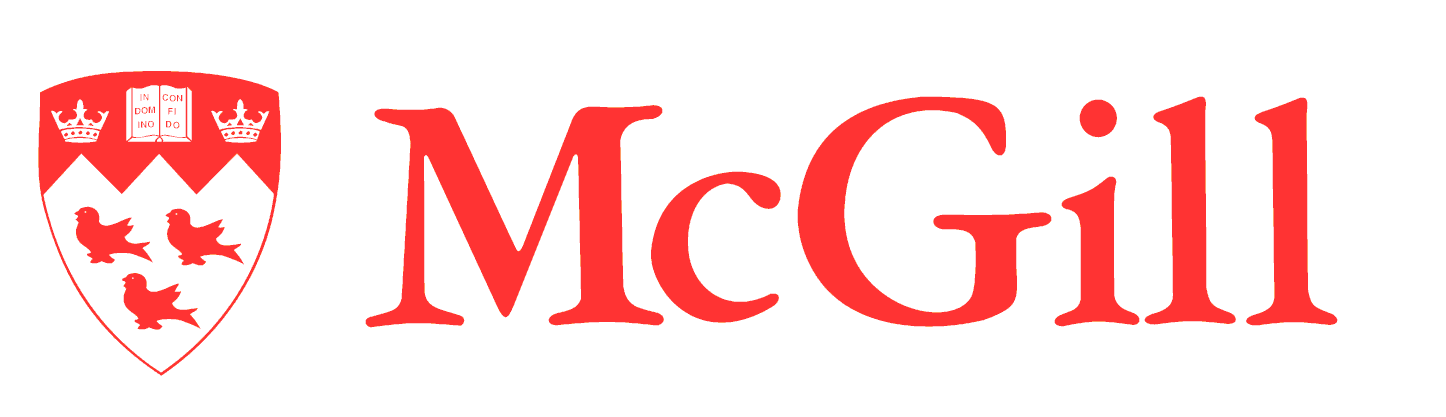 IN CON
DOM FI
INO DO
McGill